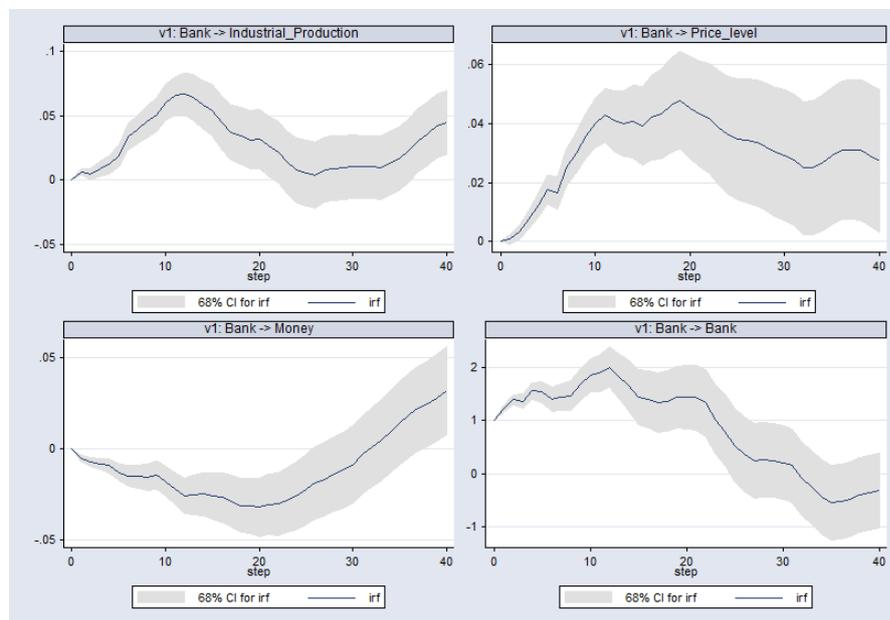 v1: Bank -> Industrial_Production
.1
.05
0
-.05
0 10 20 30 40
step
68% CI for irf irf
v1: Bank -> Price_level
.06
.04
.02
0
0 10 20 30 40
step
68% CI for irf irf
v1: Bank -> Money
.05
0
-.05
0 10 20 30 40
step
68% CI for irf irf
v1: Bank -> Bank
2
1
0
-1
0 10 20 30 40
step
68% CI for irf irf